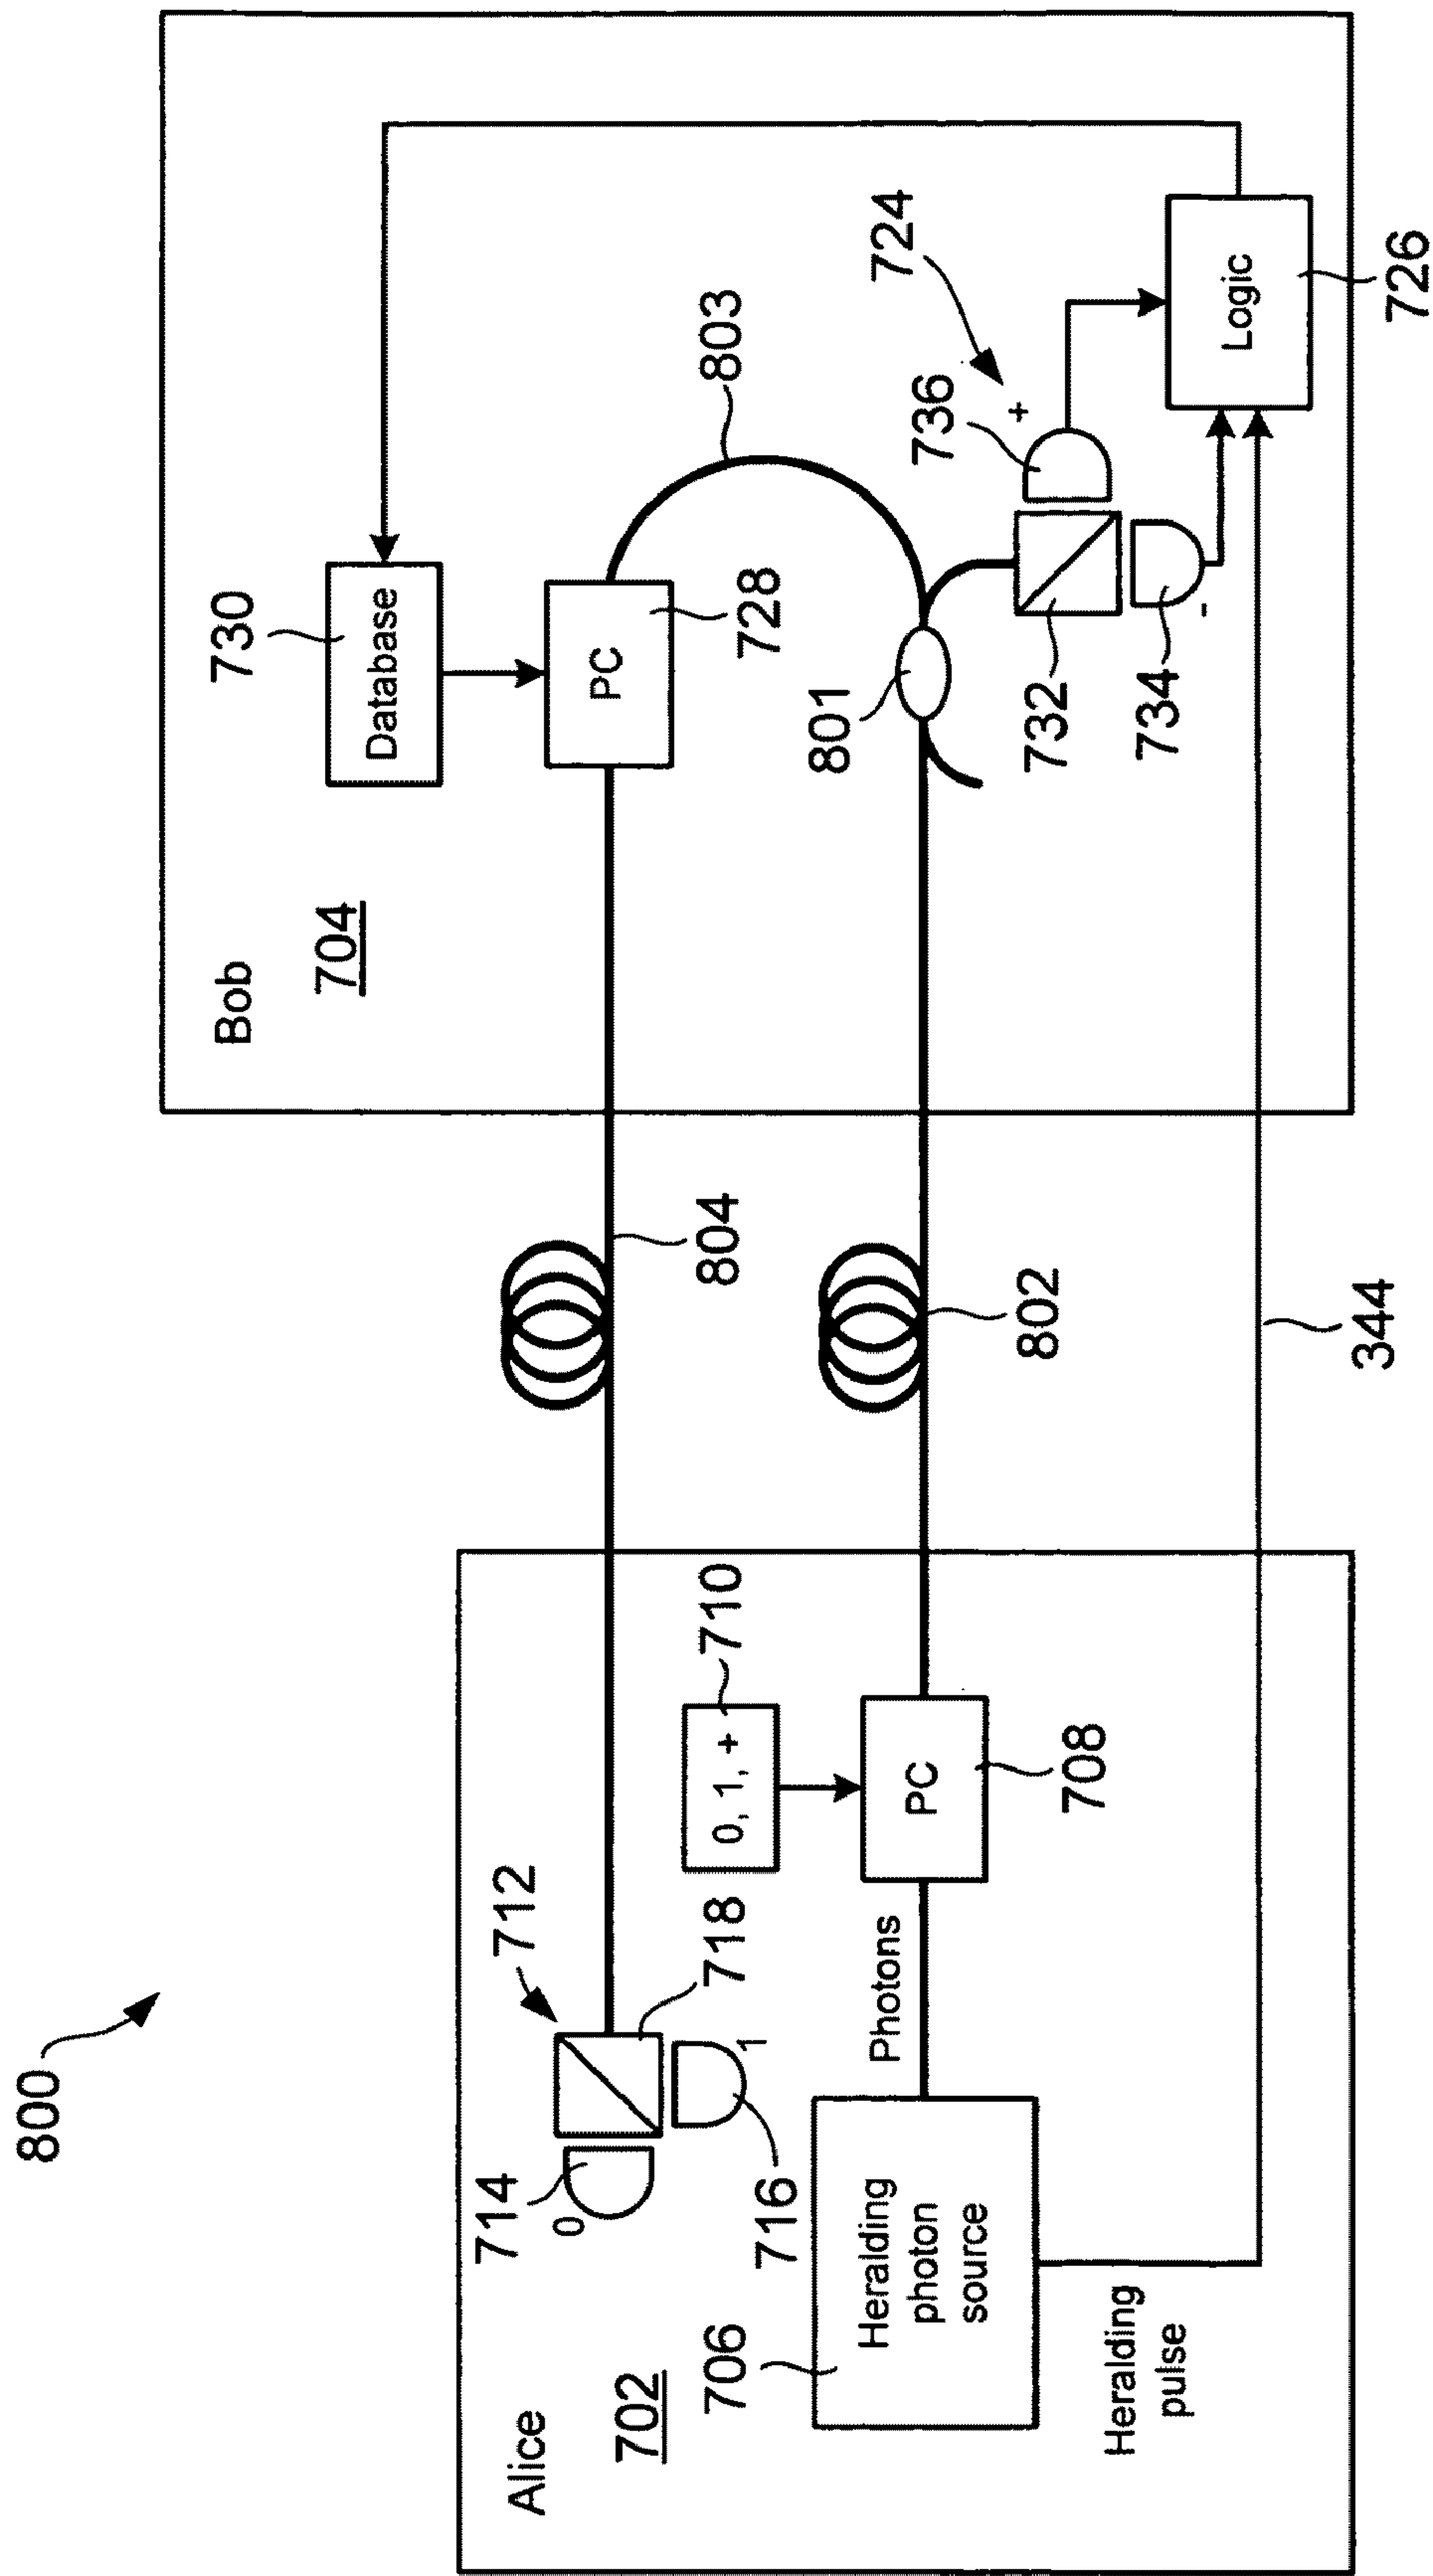 800
Alice
702
714
0
712
718
716
1
710
0, 1, +
706
Heralding
photon
source
Photons
PC
708
Heralding
pulse
804
802
344
Bob
704
730
Database
PC
728
803
801
732
734
-
736
+
724
Logic
726